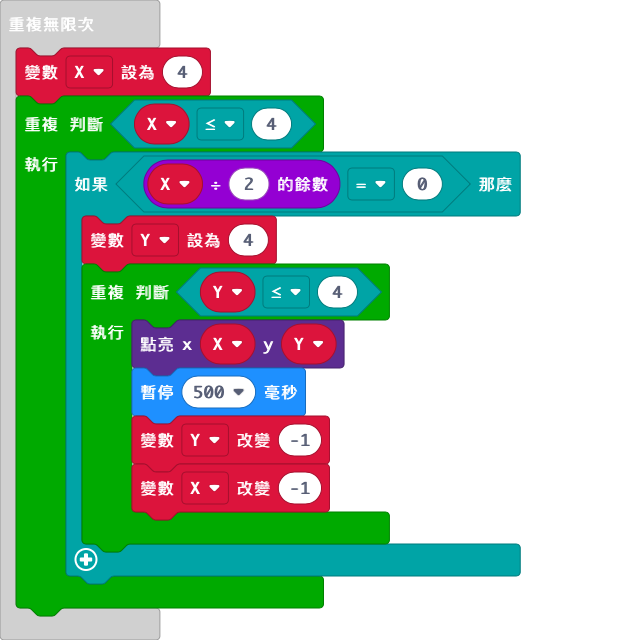 重複無限次
變數 X 設為 4
重複 判斷 X ≤ 4
執行
如果 X ÷ 2 的餘數 = 0 那麼
變數 Y 設為 4
重複 判斷 Y ≤ 4
執行
點亮 x X y Y
暫停 500 毫秒
變數 Y 改變 -1
變數 X 改變 -1